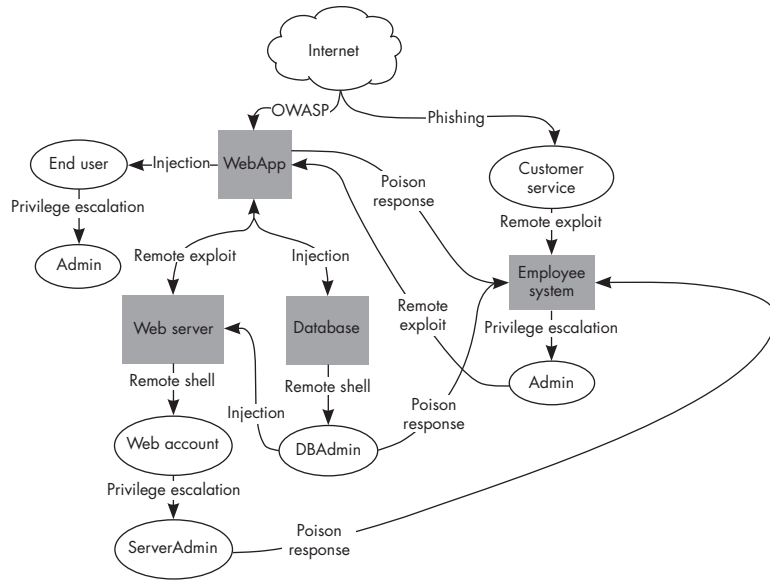 Internet
OWASP
Phishing
End user
Injection
WebApp
Poison
response
Customer
service
Privilege escalation
Remote exploit
Admin
Remote exploit
Injection
Employee
system
Remote
exploit
Web server
Database
Privilege escalation
Remote shell
Remote shell
Admin
Injection
Poison
response
Web account
DBAdmin
Privilege escalation
ServerAdmin
Poison
response